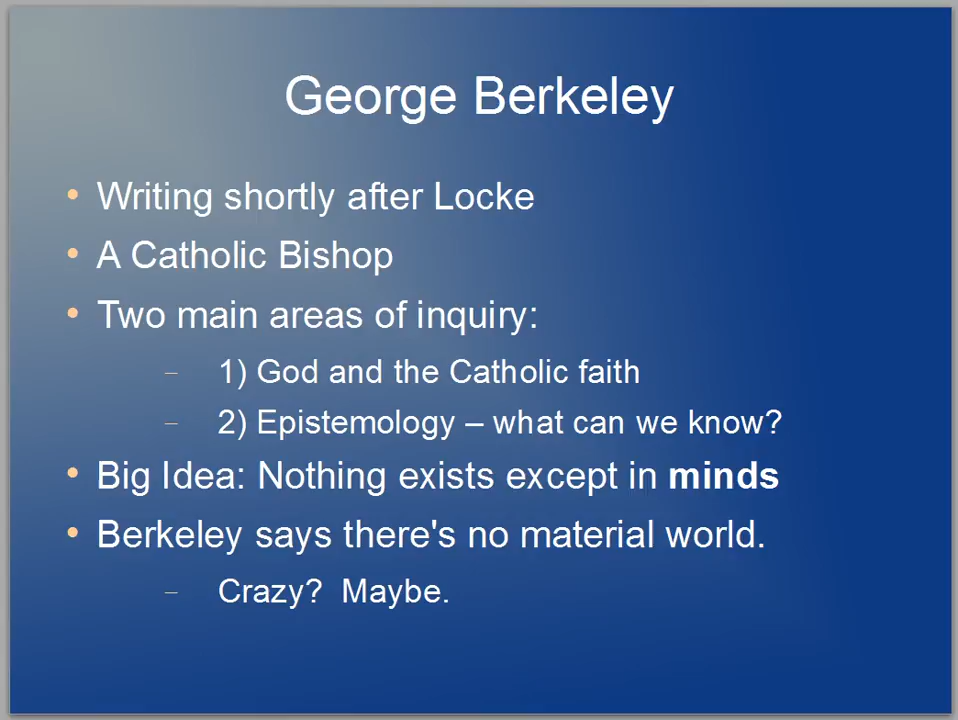 George Berkeley
• Writing shortly after Locke
• A Catholic Bishop
• Two main areas of inquiry:
– 1) God and the Catholic faith
– 2) Epistemology – what can we know?
• Big Idea: Nothing exists except in minds
• Berkeley says there's no material world.
– Crazy? Maybe.